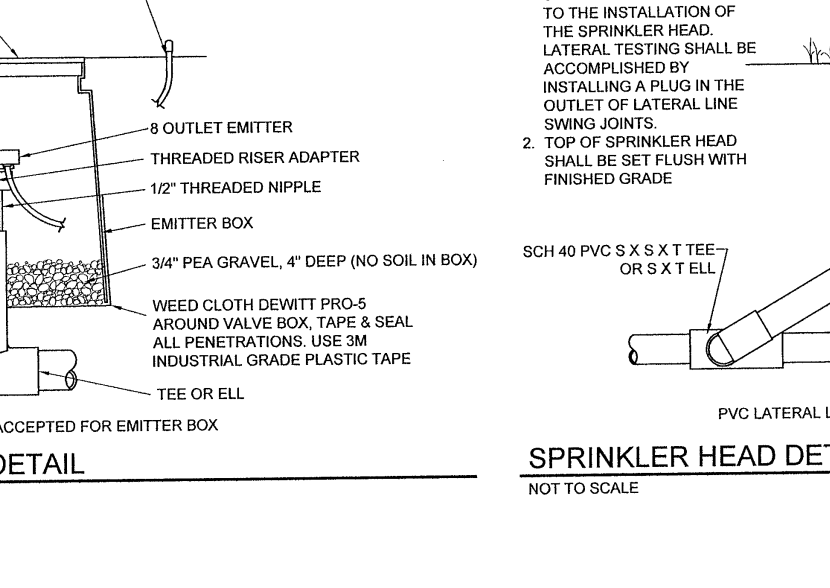 8 OUTLET EMITTER
THREADED RISER ADAPTER
1/2" THREADED NIPPLE
EMITTER BOX
3/4" PEA GRAVEL, 4" DEEP (NO SOIL IN BOX)
WEED CLOTH DEWITT PRO-5
AROUND VALVE BOX, TAPE & SEAL
ALL PENETRATIONS. USE 3M
INDUSTRIAL GRADE PLASTIC TAPE
TEE OR ELL
ACCEPTED FOR EMITTER BOX
DETAIL
TO THE INSTALLATION OF
THE SPRINKLER HEAD.
LATERAL TESTING SHALL BE
ACCOMPLISHED BY
INSTALLING A PLUG IN THE
OUTLET OF LATERAL LINE
SWING JOINTS.
2. TOP OF SPRINKLER HEAD
SHALL BE SET FLUSH WITH
FINISHED GRADE
SCH 40 PVC S X S X T TEE
OR S X T ELL
PVC LATERAL L
SPRINKLER HEAD DET
NOT TO SCALE